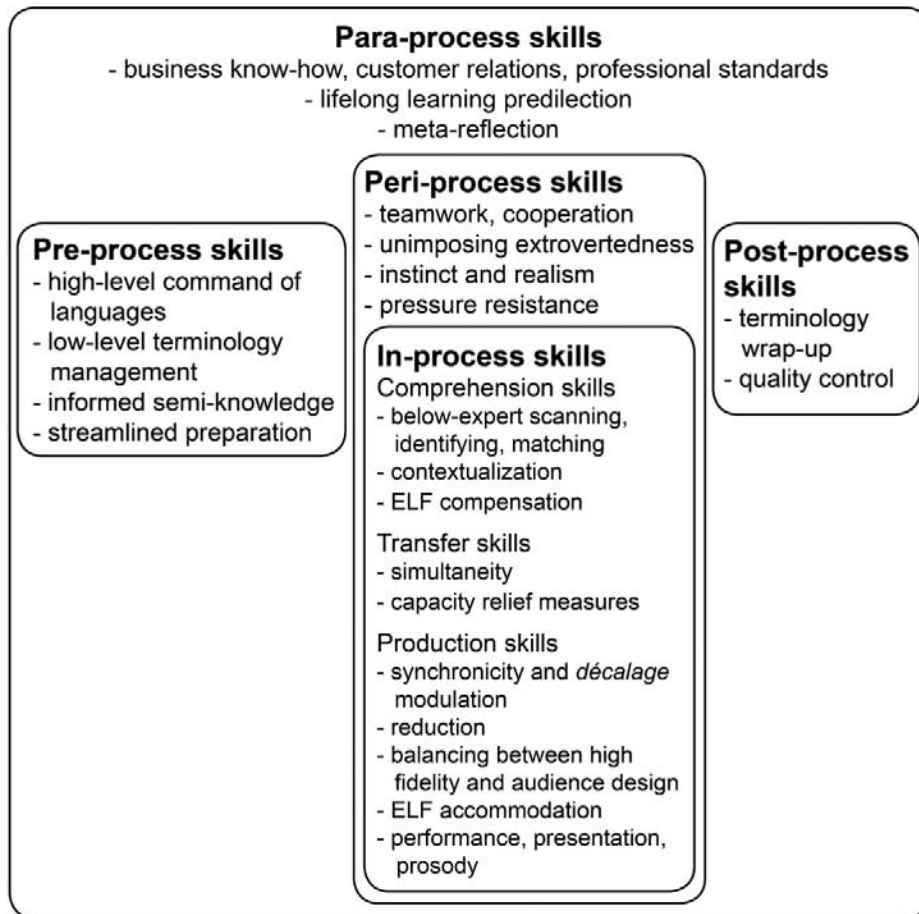 Para-process skills
- business know-how, customer relations, professional standards
- lifelong learning predilection
- meta-reflection
Pre-process skills
- high-level command of
languages
- low-level terminology
management
- informed semi-knowledge
- streamlined preparation
Peri-process skills
- teamwork, cooperation
- unimposing extrovertedness
- instinct and realism
- pressure resistance
In-process skills
Comprehension skills
- below-expert scanning,
identifying, matching
- contextualization
- ELF compensation
Transfer skills
- simultaneity
- capacity relief measures
Production skills
- synchronicity and décalage
modulation
- reduction
- balancing between high
fidelity and audience design
- ELF accommodation
- performance, presentation,
prosody
Post-process
skills
- terminology
wrap-up
- quality control